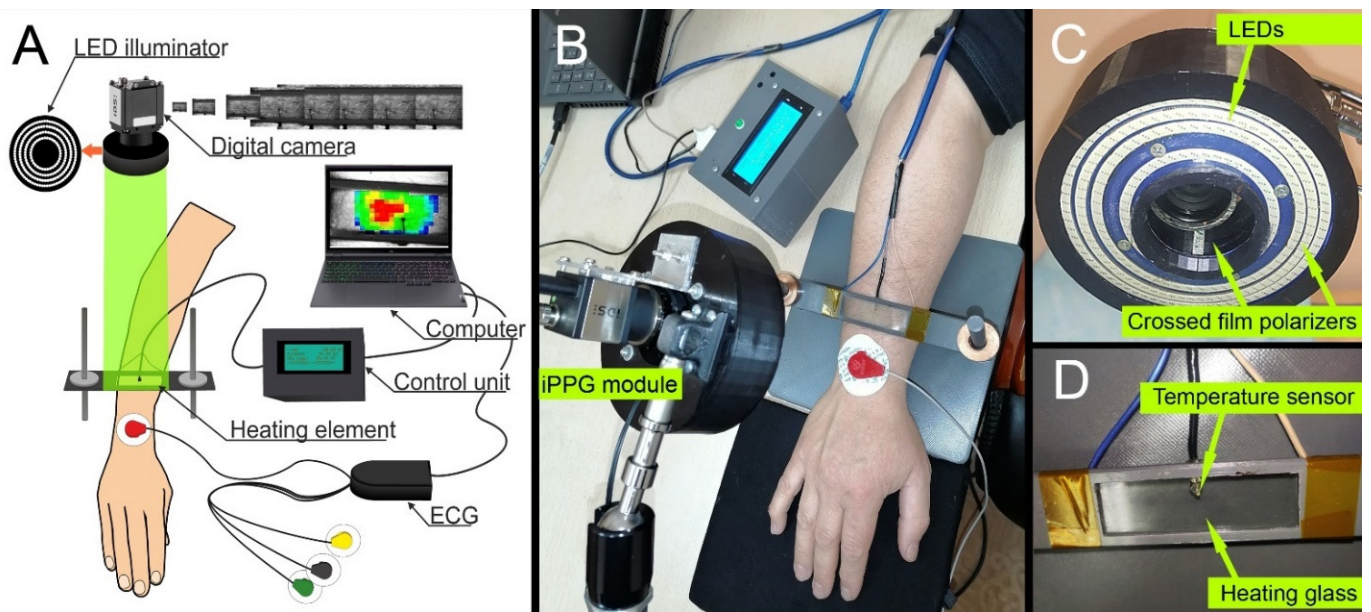 A
LED illuminator
Digital camera
Computer
Control unit
Heating element
ECG
B
iPPG module
C
LEDs
Crossed film polarizers
D
Temperature sensor
Heating glass